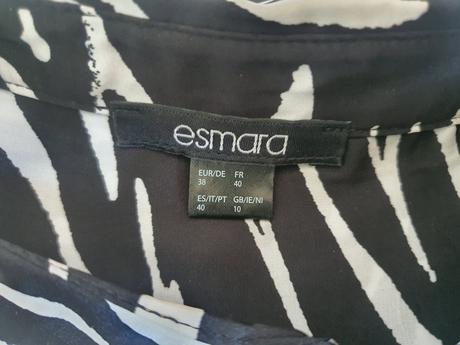 esmara
EUR/DE FR
38 40
ES/IT/PT GB/IE/NI
40 10